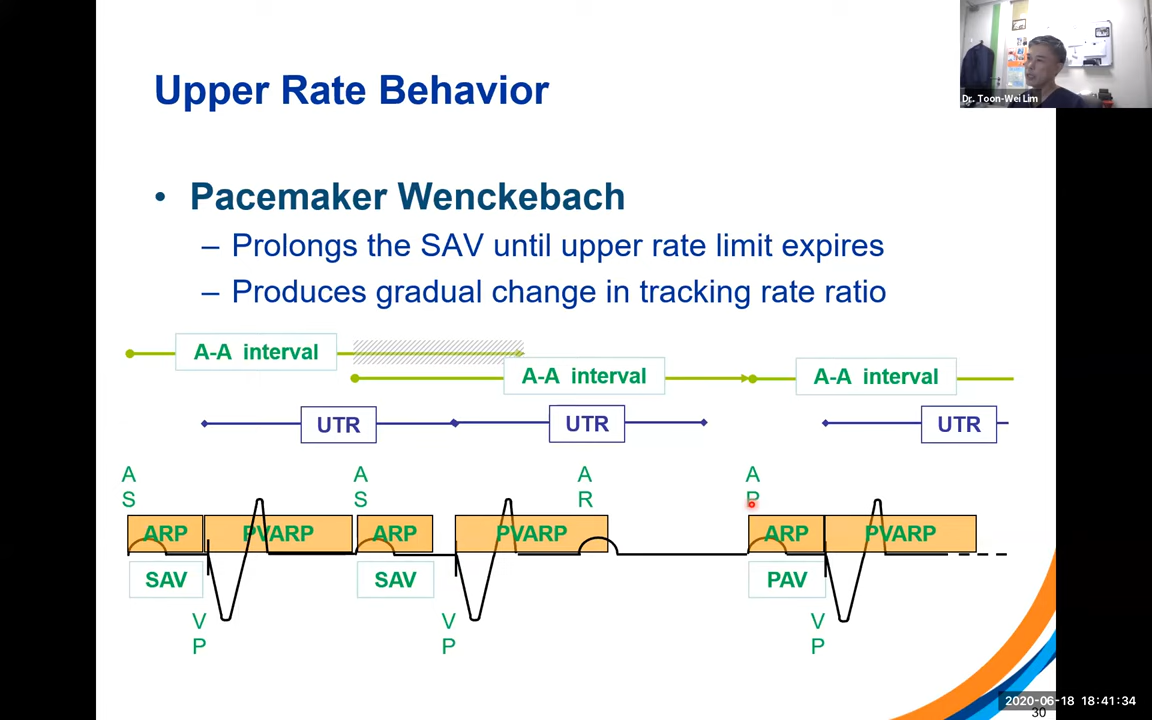 Upper Rate Behavior
Dr. Toon-Wei Lim
• Pacemaker Wenckebach
– Prolongs the SAV until upper rate limit expires
– Produces gradual change in tracking rate ratio
A-A interval
A-A interval
A-A interval
UTR
UTR
UTR
A
S
A
S
A
R
A
P
ARP
PVARP
ARP
PVARP
ARP
PVARP
SAV
SAV
PAV
V
P
V
P
V
P
2020-06-18 18:41:34
30